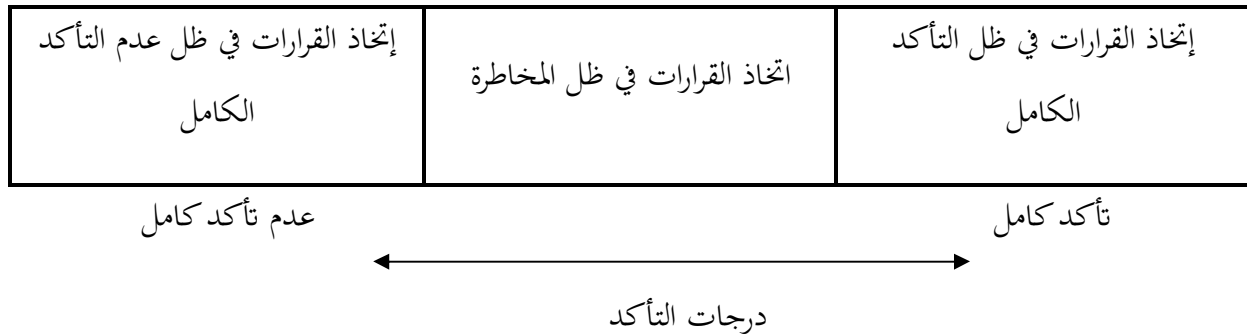 إتخاذ القرارات في ظل التأكد
الكامل
اتخاذ القرارات في ظل المخاطرة
إتخاذ القرارات في ظل عدم التأكد
الكامل
تأكد كامل
عدم تأكد كامل
درجات التأكد